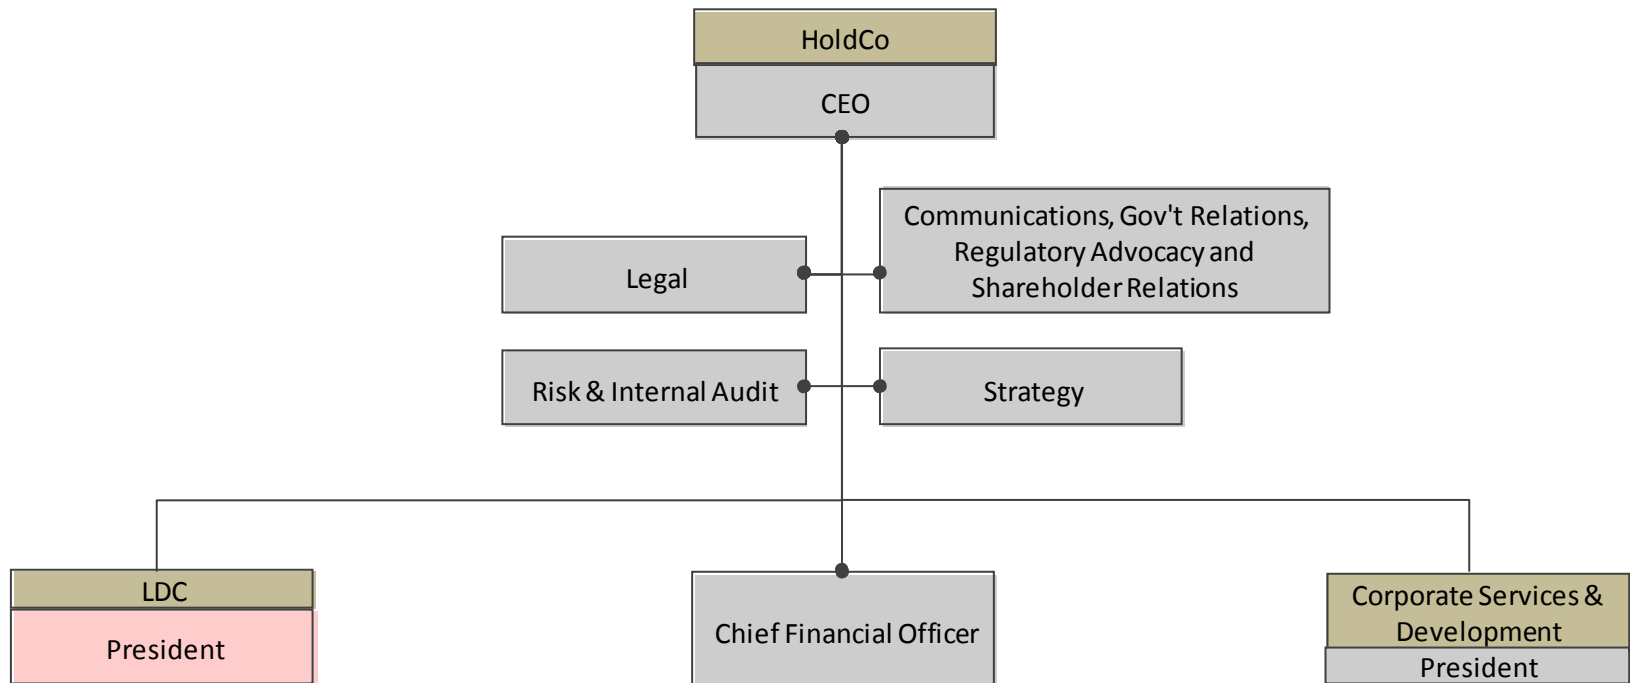 HoldCo
CEO
Communications, Gov't Relations,
Regulatory Advocacy and
Shareholder Relations
Legal
Risk & Internal Audit
Strategy
LDC
President
Chief Financial Officer
Corporate Services &
Development
President